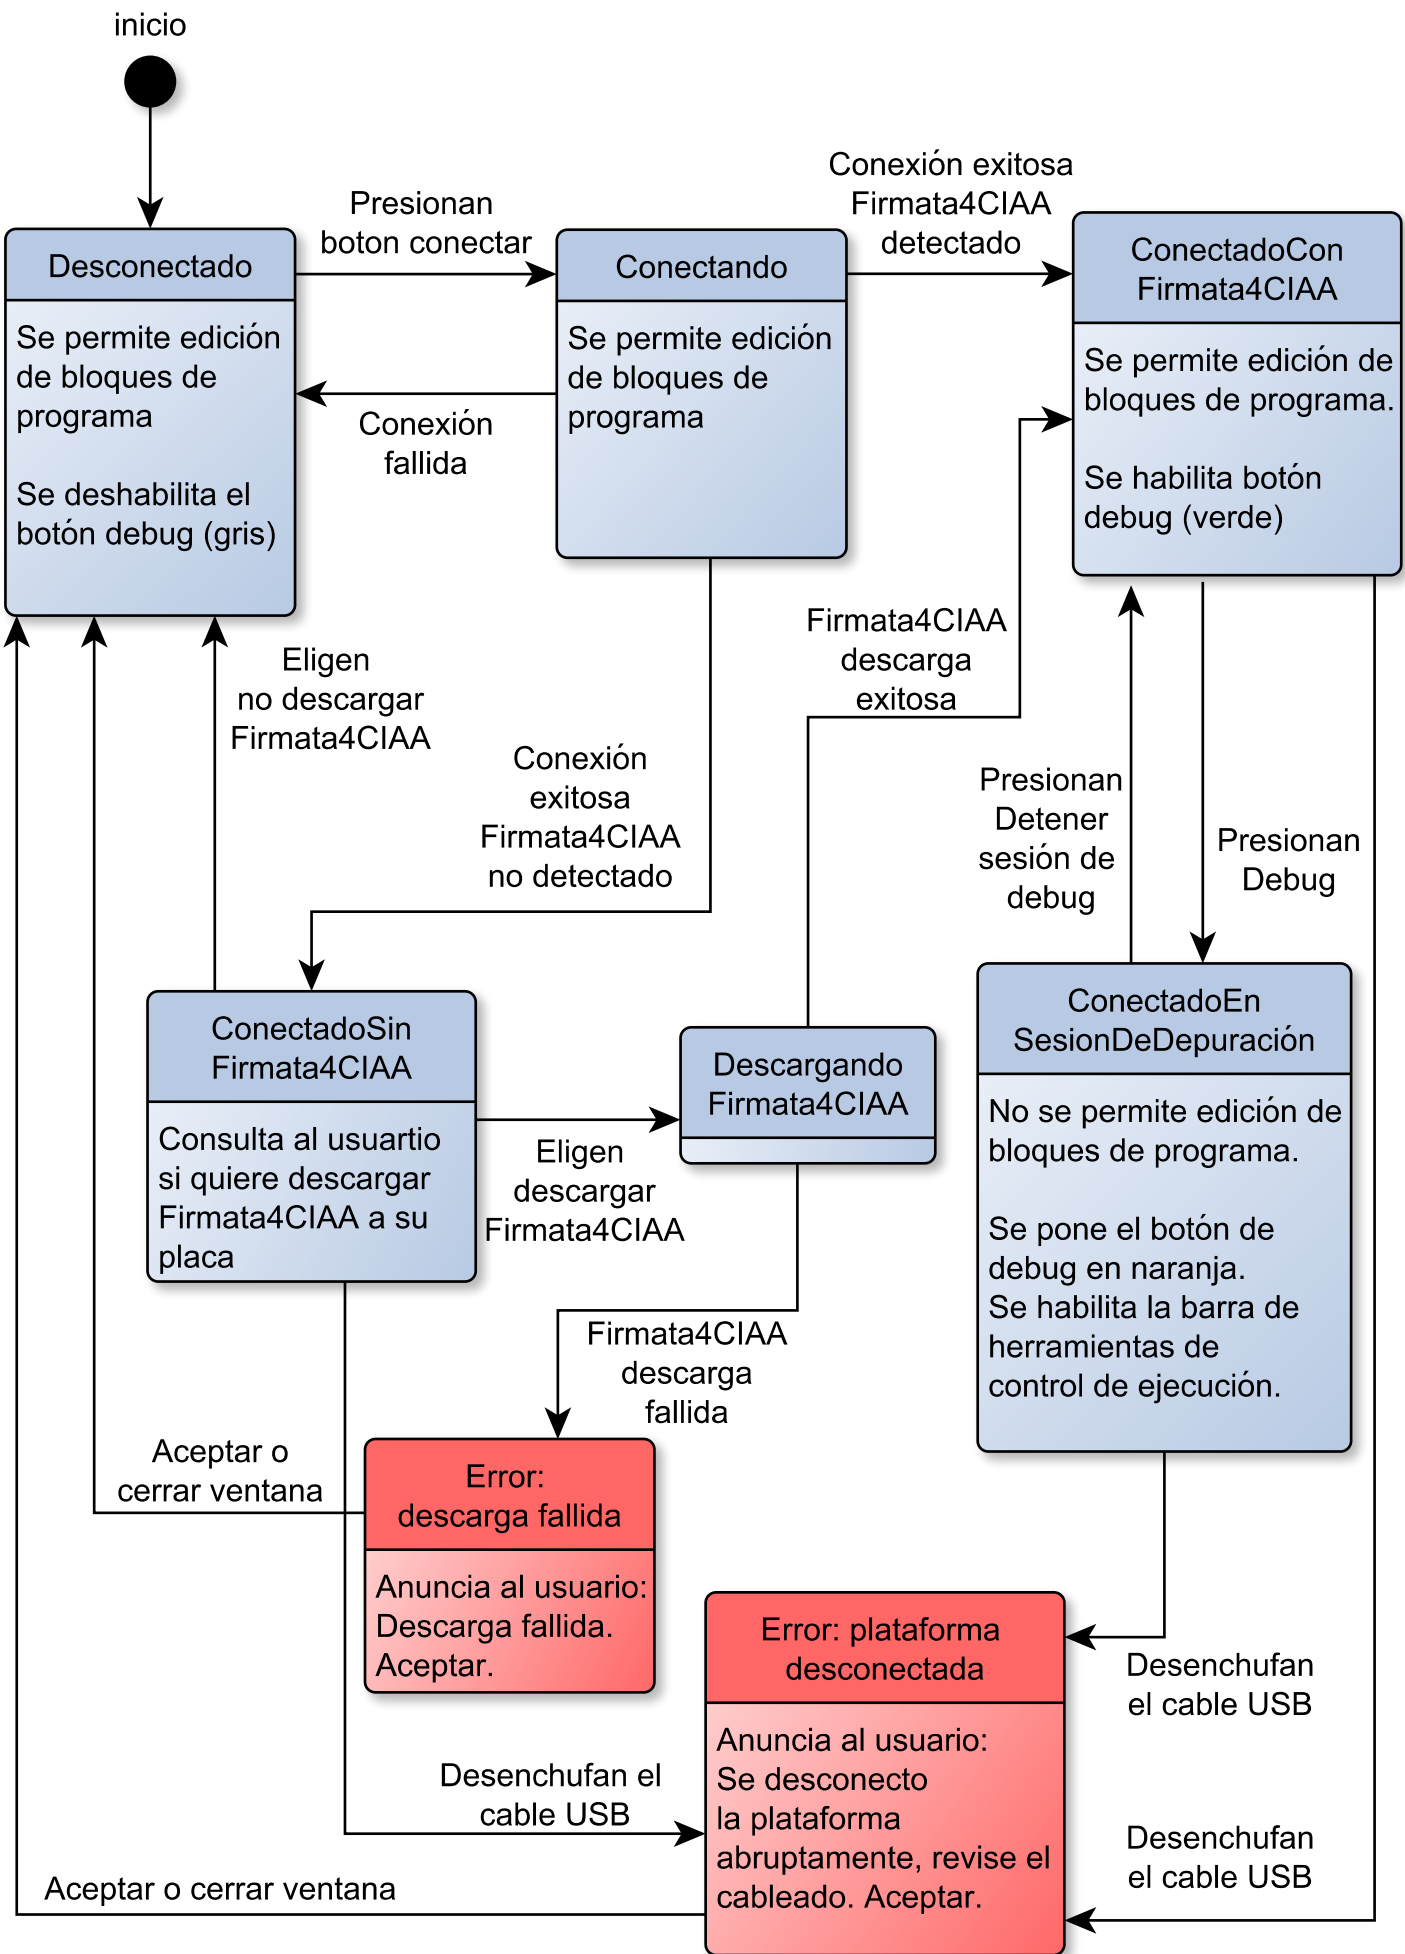 inicio
Conexión exitosa
Firmata4CIAA
detectado
Presionan
boton conectar
Desconectado
Se permite edición
de bloques de
programa
Se deshabilita el
botón debug (gris)
Conectando
Se permite edición
de bloques de
programa
ConectadoCon
Firmata4CIAA
Se permite edición de
bloques de programa.
Se habilita botón
debug (verde)
Conexión
fallida
Eligen
no descargar
Firmata4CIAA
Firmata4CIAA
descarga
exitosa
Conexión
exitosa
Firmata4CIAA
no detectado
Presionan
Detener
sesión de
debug
Presionan
Debug
ConectadoSin
Firmata4CIAA
Consulta al usuartio
si quiere descargar
Firmata4CIAA a su
placa
Eligen
descargar
Firmata4CIAA
Descargando
Firmata4CIAA
ConectadoEn
SesionDeDepuración
No se permite edición de
bloques de programa.
Se pone el botón de
debug en naranja.
Se habilita la barra de
herramientas de
control de ejecución.
Firmata4CIAA
descarga
fallida
Aceptar o
cerrar ventana
Error:
descarga fallida
Anuncia al usuario:
Descarga fallida.
Aceptar.
Error: plataforma
desconectada
Anuncia al usuario:
Se desconecto
la plataforma
abruptamente, revise el
cableado. Aceptar.
Desenchufan
el cable USB
Desenchufan el
cable USB
Desenchufan
el cable USB
Aceptar o cerrar ventana